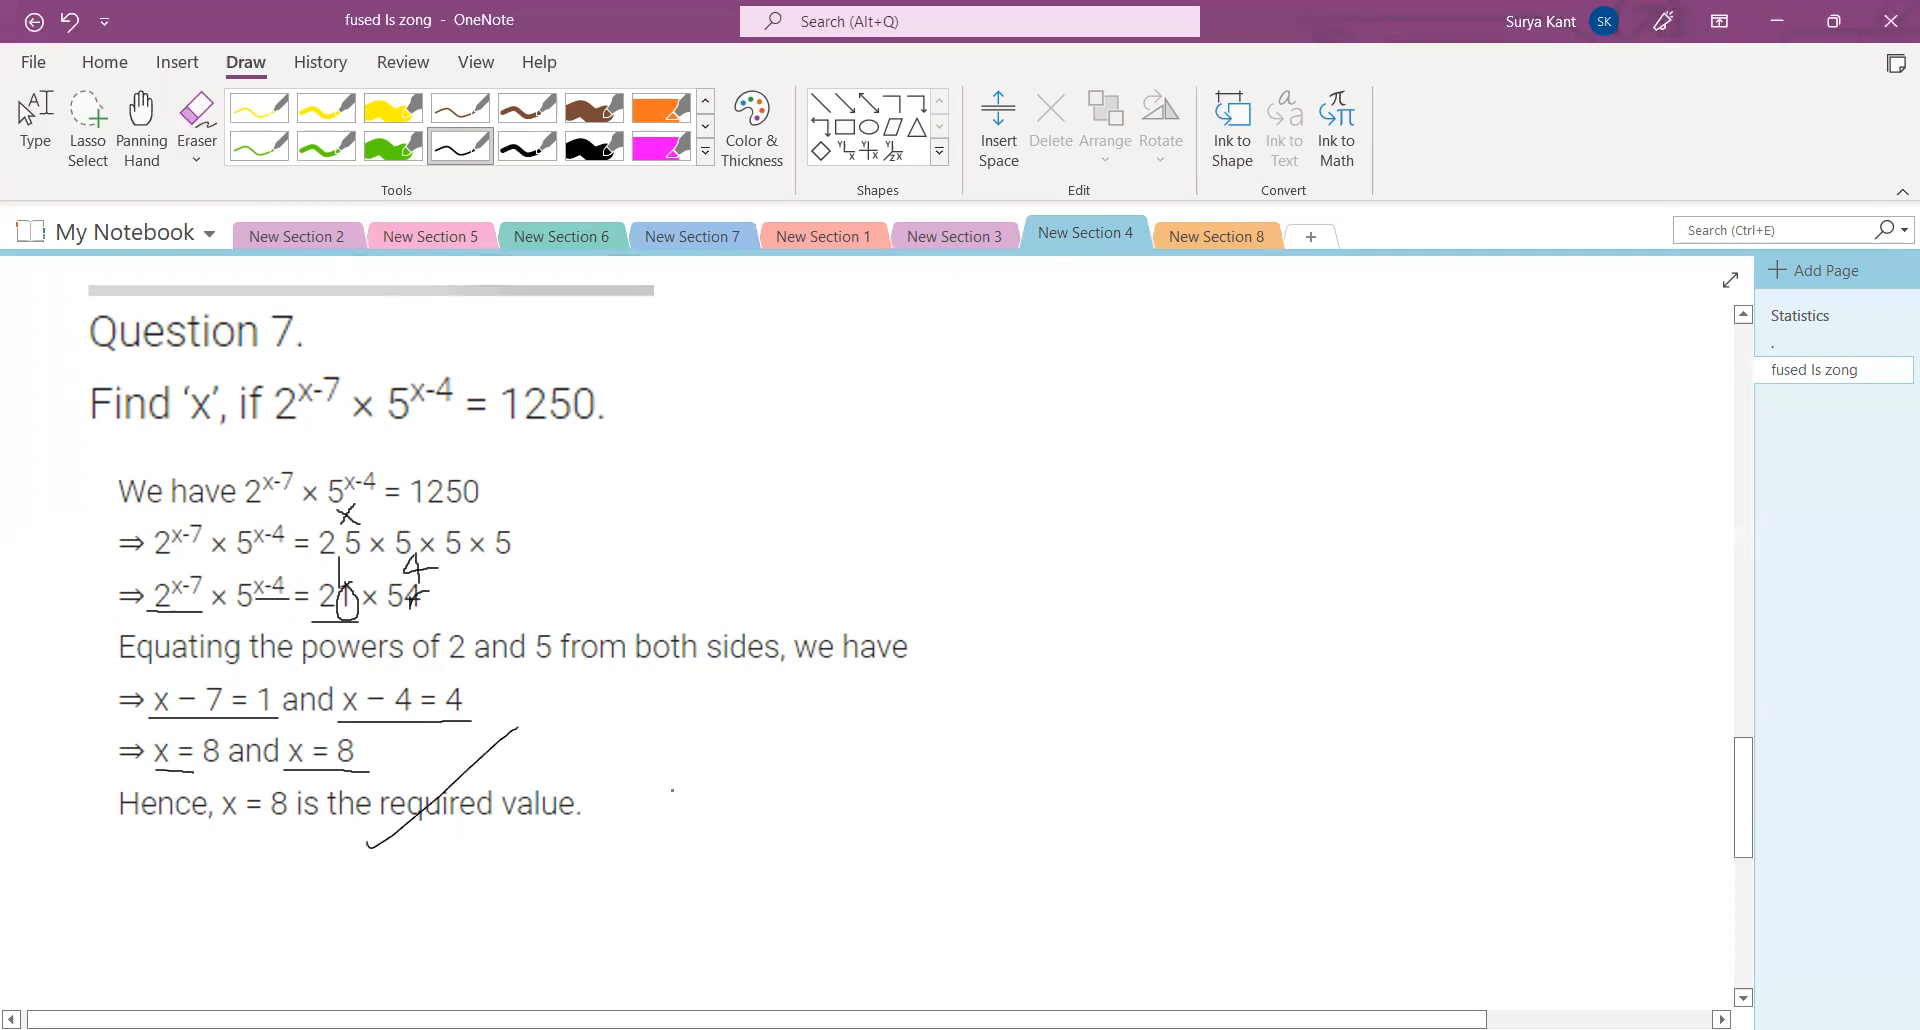 fused Is zong - OneNote
Search (Alt+Q)
Surya Kant SK
File Home Insert Draw History Review View Help
Type
Lasso Select
Panning Hand
Eraser
Color & Thickness
Insert Space
Delete
Arrange
Rotate
Ink to Shape
Ink to Text
Ink to Math
Tools Shapes Edit Convert
My Notebook New Section 2 New Section 5 New Section 6 New Section 7 New Section 1 New Section 3 New Section 4 New Section 8 +
Search (Ctrl+E)
Add Page
Statistics
.
fused Is zong
Question 7.
Find ‘x’, if 2^{x-7} × 5^{x-4} = 1250.
We have 2^{x-7} × 5^{x-4} = 1250
x
⇒ 2^{x-7} × 5^{x-4} = 2 5 × 5 × 5 × 5
1 4
⇒ 2^{x-7} × 5^{x-4} = 21 × 54
Equating the powers of 2 and 5 from both sides, we have
⇒ x – 7 = 1 and x – 4 = 4
⇒ x = 8 and x = 8
Hence, x = 8 is the required value.